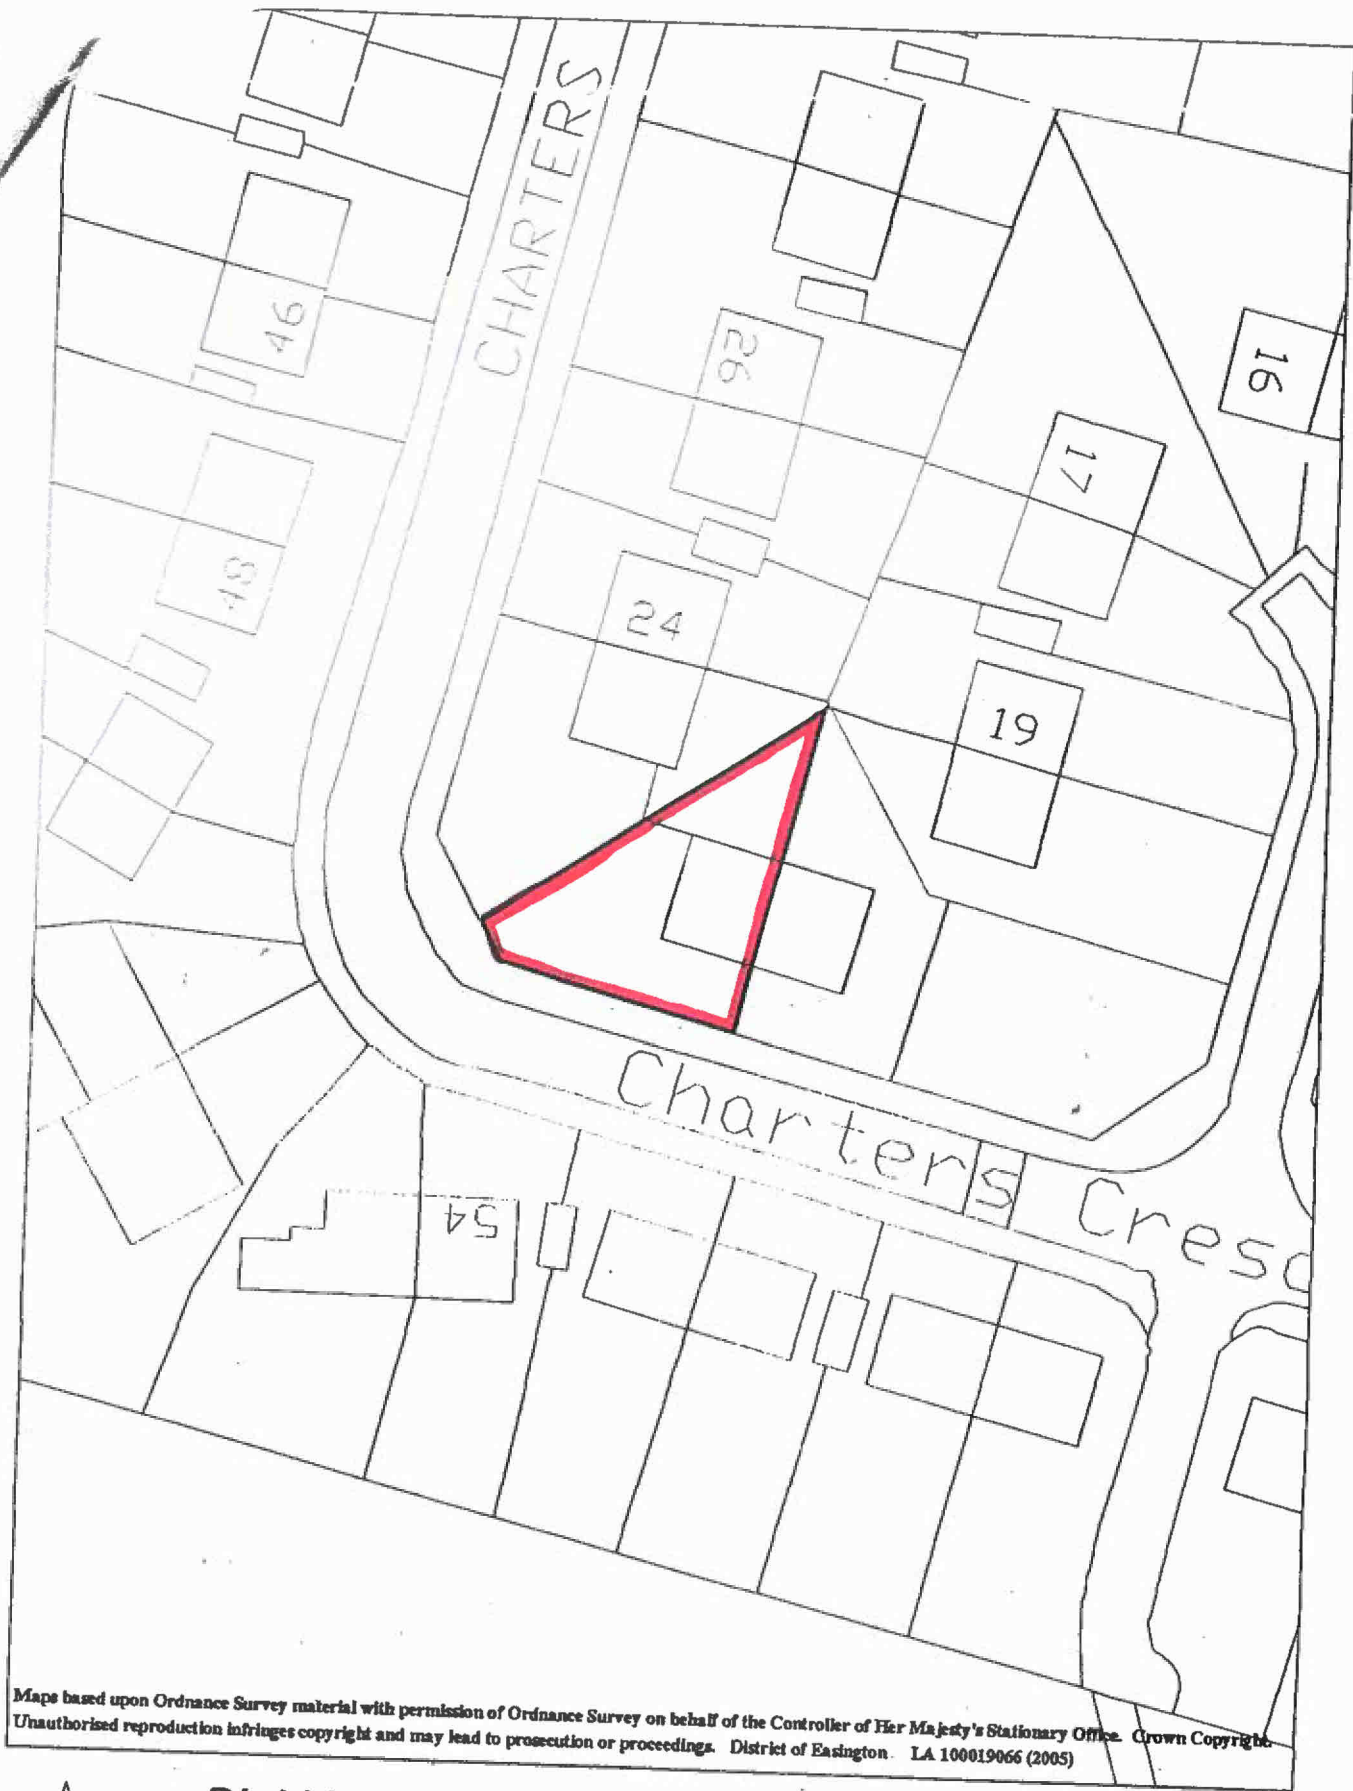 CHARTERS
46
26
16
17
48
24
19
Charters Cresc
54
Maps based upon Ordnance Survey material with permission of Ordnance Survey on behalf of the Controller of Her Majesty's Stationary Office. Crown Copyright.
Unauthorised reproduction infringes copyright and may lead to prosecution or proceedings. District of Easington. LA 100019066 (2005)